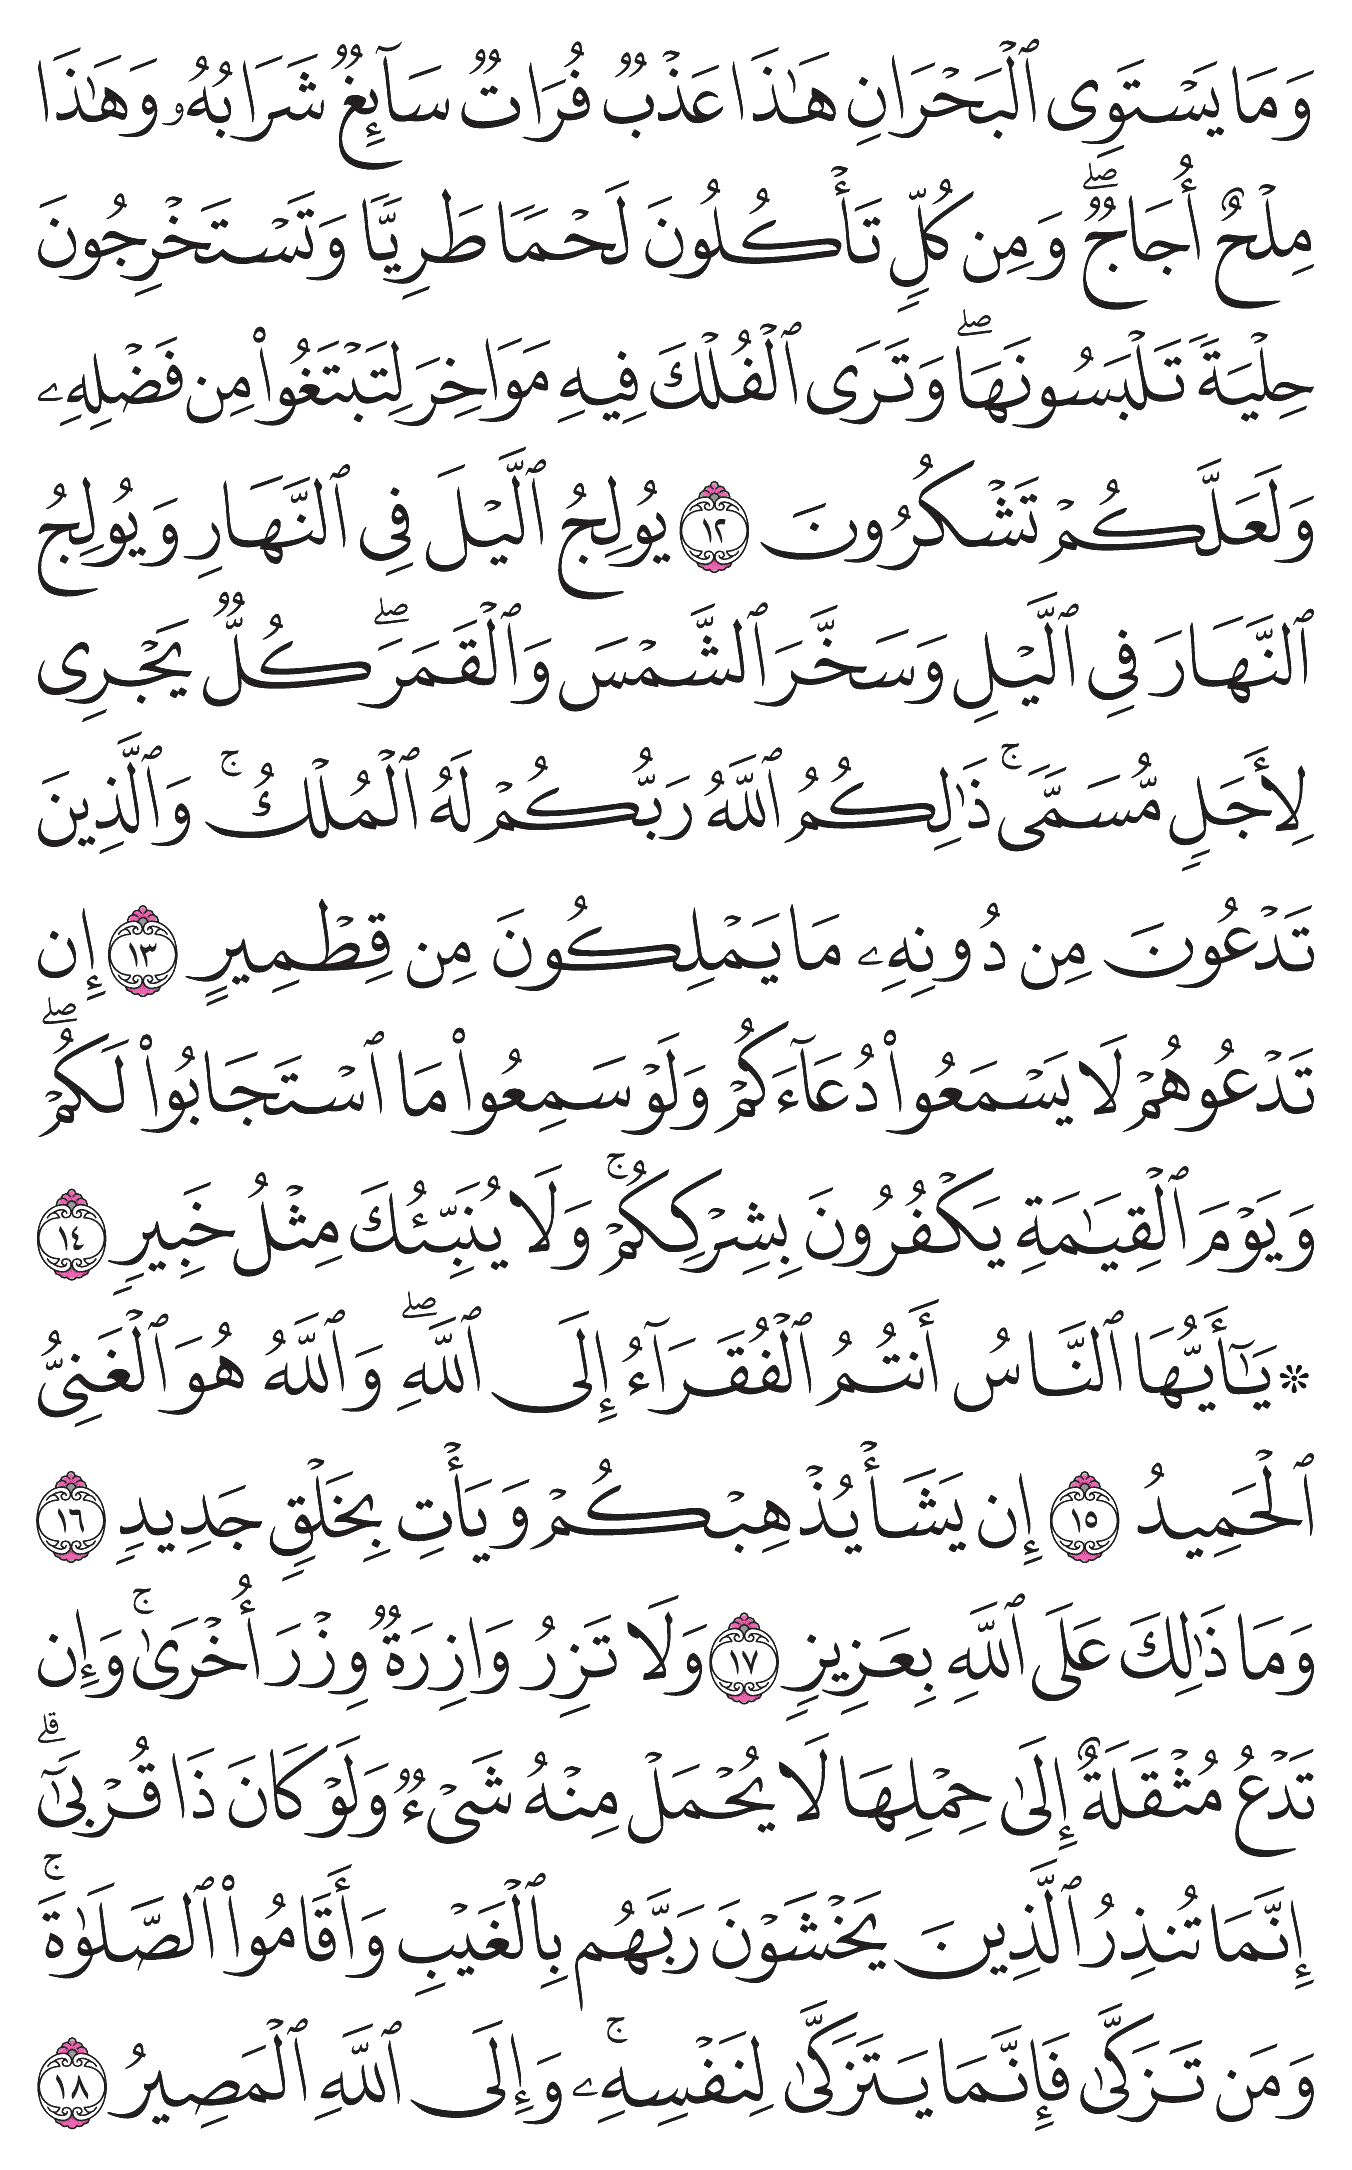 وَمَا يَسْتَوِى ٱلْبَحْرَانِ هَـٰذَا عَذْبٌ فُرَاتٌ سَآئِغٌ شَرَابُهُۥ وَهَـٰذَا
مِلْحٌ أُجَاجٌ ۖ وَمِن كُلٍّ تَأْكُلُونَ لَحْمًا طَرِيًّا وَتَسْتَخْرِجُونَ
حِلْيَةً تَلْبَسُونَهَا ۖ وَتَرَى ٱلْفُلْكَ فِيهِ مَوَاخِرَ لِتَبْتَغُوا۟ مِن فَضْلِهِۦ
وَلَعَلَّكُمْ تَشْكُرُونَ ١٢ يُولِجُ ٱلَّيْلَ فِى ٱلنَّهَارِ وَيُولِجُ
ٱلنَّهَارَ فِى ٱلَّيْلِ وَسَخَّرَ ٱلشَّمْسَ وَٱلْقَمَرَ ۖ كُلٌّ يَجْرِى
لِأَجَلٍ مُّسَمًّى ۚ ذَٰلِكُمُ ٱللَّهُ رَبُّكُمْ لَهُ ٱلْمُلْكُ ۚ وَٱلَّذِينَ
تَدْعُونَ مِن دُونِهِۦ مَا يَمْلِكُونَ مِن قِطْمِيرٍ ١٣ إِن
تَدْعُوهُمْ لَا يَسْمَعُوا۟ دُعَآءَكُمْ وَلَوْ سَمِعُوا۟ مَا ٱسْتَجَابُوا۟ لَكُمْ ۖ
وَيَوْمَ ٱلْقِيَـٰمَةِ يَكْفُرُونَ بِشِرْكِكُمْ ۚ وَلَا يُنَبِّئُكَ مِثْلُ خَبِيرٍ ١٤
۞ يَـٰٓأَيُّهَا ٱلنَّاسُ أَنتُمُ ٱلْفُقَرَآءُ إِلَى ٱللَّهِ ۖ وَٱللَّهُ هُوَ ٱلْغَنِىُّ
ٱلْحَمِيدُ ١٥ إِن يَشَأْ يُذْهِبْكُمْ وَيَأْتِ بِخَلْقٍ جَدِيدٍ ١٦
وَمَا ذَٰلِكَ عَلَى ٱللَّهِ بِعَزِيزٍ ١٧ وَلَا تَزِرُ وَازِرَةٌ وِزْرَ أُخْرَىٰ ۚ وَإِن
تَدْعُ مُثْقَلَةٌ إِلَىٰ حِمْلِهَا لَا يُحْمَلْ مِنْهُ شَىْءٌ وَلَوْ كَانَ ذَا قُرْبَىٰٓ ۗ
إِنَّمَا تُنذِرُ ٱلَّذِينَ يَخْشَوْنَ رَبَّهُم بِٱلْغَيْبِ وَأَقَامُوا۟ ٱلصَّلَوٰةَ ۚ
وَمَن تَزَكَّىٰ فَإِنَّمَا يَتَزَكَّىٰ لِنَفْسِهِۦ ۚ وَإِلَى ٱللَّهِ ٱلْمَصِيرُ ١٨